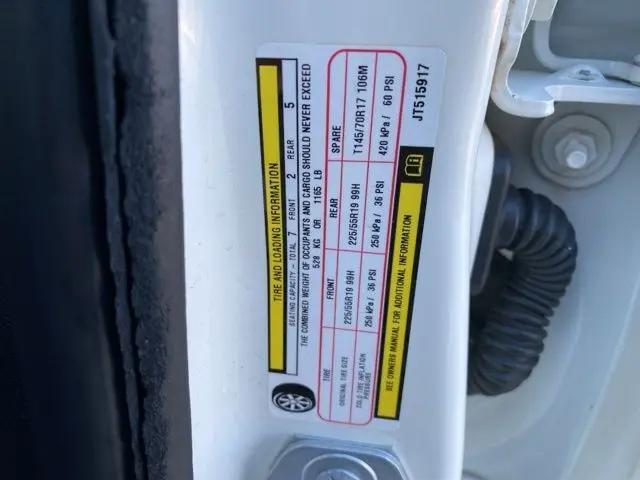 TIRE AND LOADING INFORMATION
SEATING CAPACITY - TOTAL 7 FRONT 2 REAR 5
THE COMBINED WEIGHT OF OCCUPANTS AND CARGO SHOULD NEVER EXCEED
528 KG OR 1165 LB
TIRE FRONT REAR SPARE
ORIGINAL TIRE SIZE 225/55R19 99H 225/55R19 99H T145/70R17 106M
COLD TIRE INFLATION PRESSURE 250 kPa / 36 PSI 250 kPa / 36 PSI 420 kPa / 60 PSI
SEE OWNERS MANUAL FOR ADDITIONAL INFORMATION
JT515917